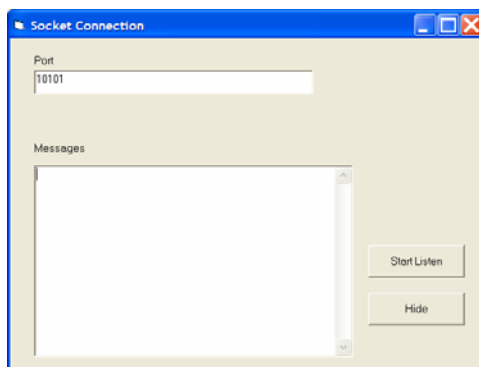 Socket Connection
Port
10101
Messages
Start Listen
Hide